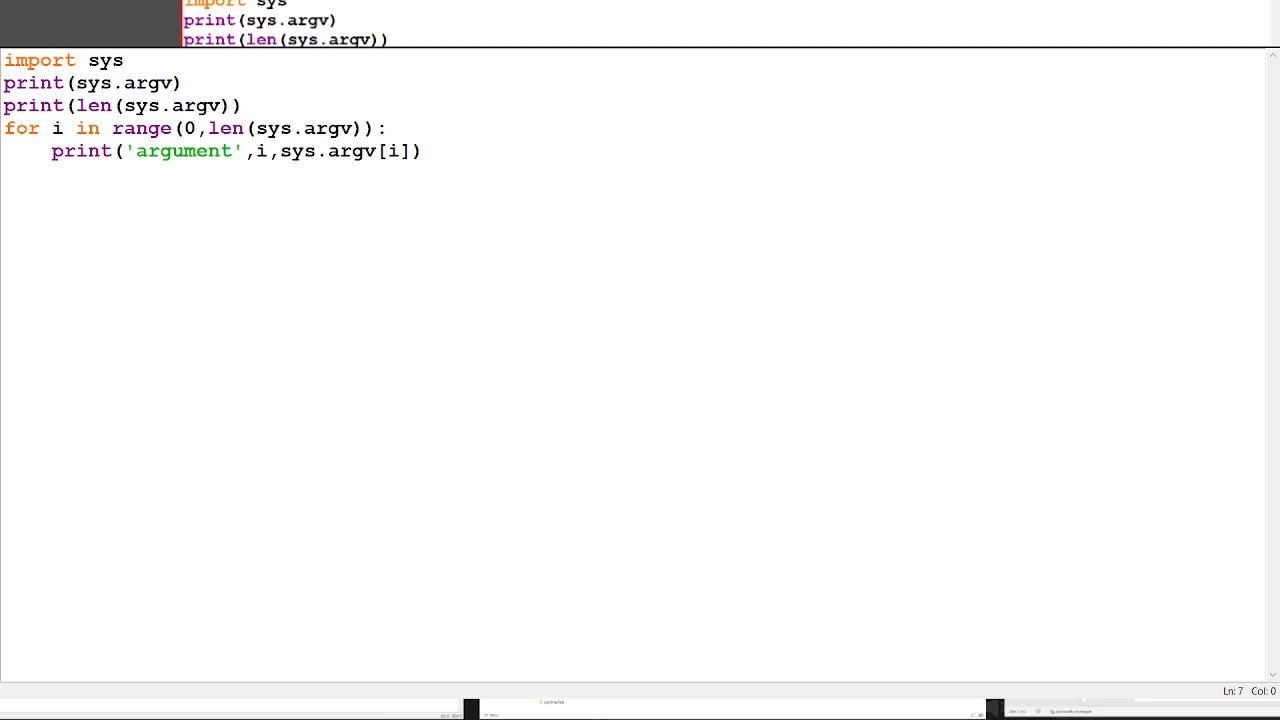 import sys
print(sys.argv)
print(len(sys.argv))
import sys
print(sys.argv)
print(len(sys.argv))
for i in range(0,len(sys.argv)):
    print('argument',i,sys.argv[i])
Ln: 7 Col: 0